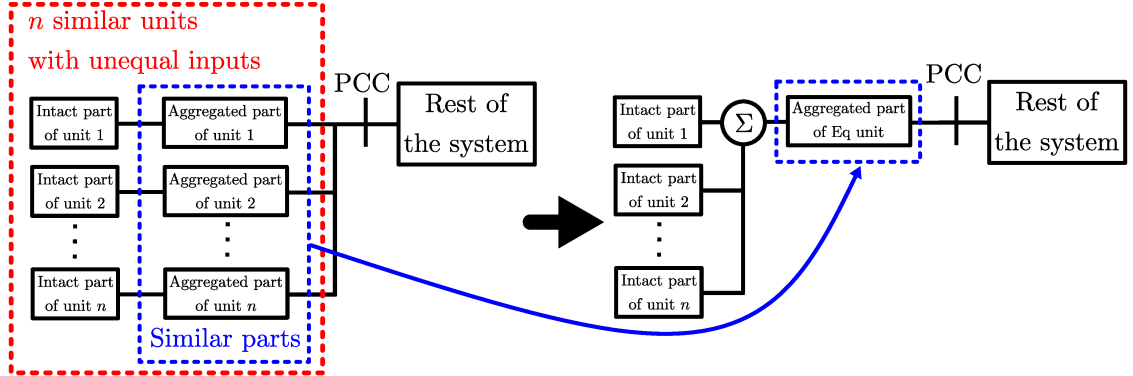 n similar units
with unequal inputs
Intact part
of unit 1
Aggregated part
of unit 1
Intact part
of unit 2
Aggregated part
of unit 2
Intact part
of unit n
Aggregated part
of unit n
Similar parts
PCC
Rest of
the system
Intact part
of unit 1
Σ
Aggregated part
of Eq unit
PCC
Rest of
the system
Intact part
of unit 2
Intact part
of unit n